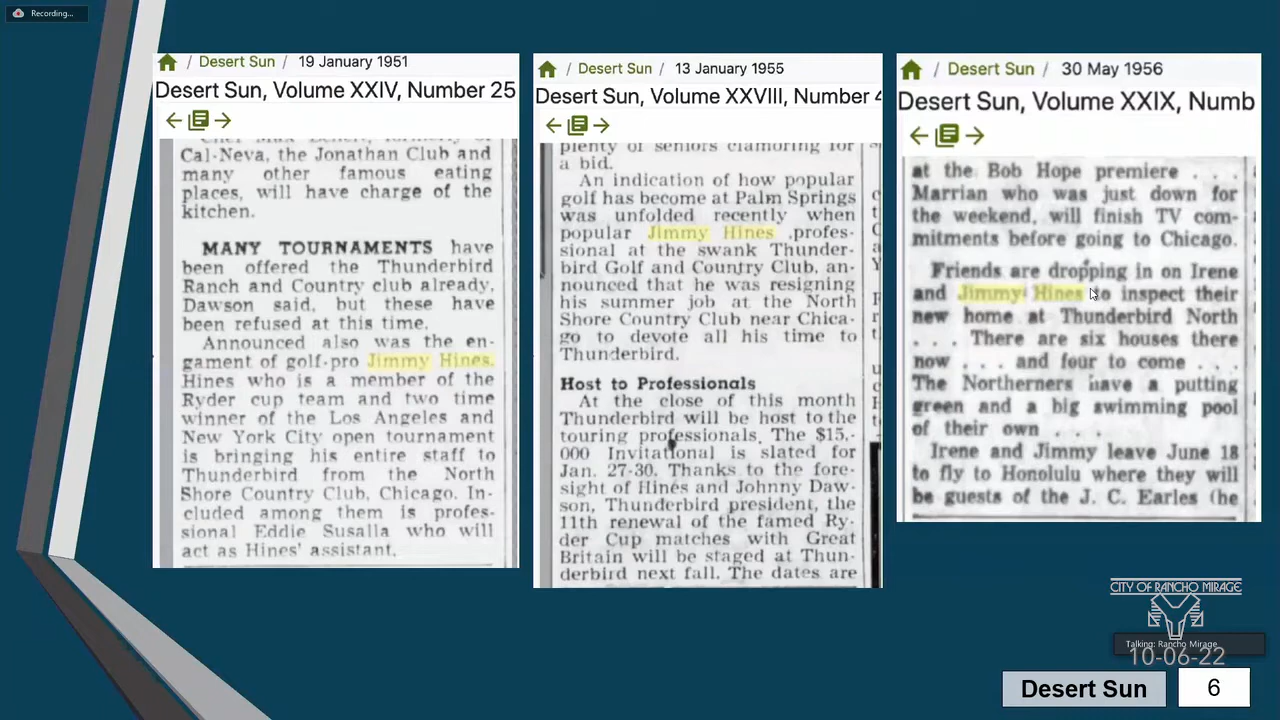 Recording...
/ Desert Sun / 19 January 1951
Desert Sun, Volume XXIV, Number 25
Cal-Neva, the Jonathan Club and
many other famous eating
places, will have charge of the
kitchen.
MANY TOURNAMENTS have
been offered the Thunderbird
Ranch and Country club already,
Dawson said, but these have
been refused at this time.
Announced also was the en-
gament of golf-pro Jimmy Hines.
Hines who is a member of the
Ryder cup team and two time
winner of the Los Angeles and
New York City open tournament
is bringing his entire staff to
Thunderbird from the North
Shore Country Club, Chicago. In-
cluded among them is profes-
sional Eddie Susalla who will
act as Hines' assistant.
/ Desert Sun / 13 January 1955
Desert Sun, Volume XXVIII, Number 4
plenty of seniors clamoring for
a bid.
An indication of how popular
golf has become at Palm Springs
was unfolded recently when
popular Jimmy Hines ,profes-
sional at the swank Thunder-
bird Golf and Country Club, an-
nounced that he was resigning
his summer job at the North
Shore Country Club near Chica-
go to devote all his time to
Thunderbird.
Host to Professionals
At the close of this month
Thunderbird will be host to the
touring professionals. The $15,-
000 Invitational is slated for
Jan. 27-30. Thanks to the fore-
sight of Hines and Johnny Daw-
son, Thunderbird president, the
11th renewal of the famed Ry-
der Cup matches with Great
Britain will be staged at Thun-
derbird next fall. The dates are
/ Desert Sun / 30 May 1956
Desert Sun, Volume XXIX, Numb
at the Bob Hope premiere . . .
Marrian who was just down for
the weekend, will finish TV com-
mitments before going to Chicago.
Friends are dropping in on Irene
and Jimmy Hines to inspect their
new home at Thunderbird North
. . . There are six houses there
now . . . and four to come . . .
The Northerners have a putting
green and a big swimming pool
of their own . . .
Irene and Jimmy leave June 18
to fly to Honolulu where they will
be guests of the J. C. Earles (he
CITY OF RANCHO MIRAGE
Talking: Rancho Mirage
10-06-22
Desert Sun 6